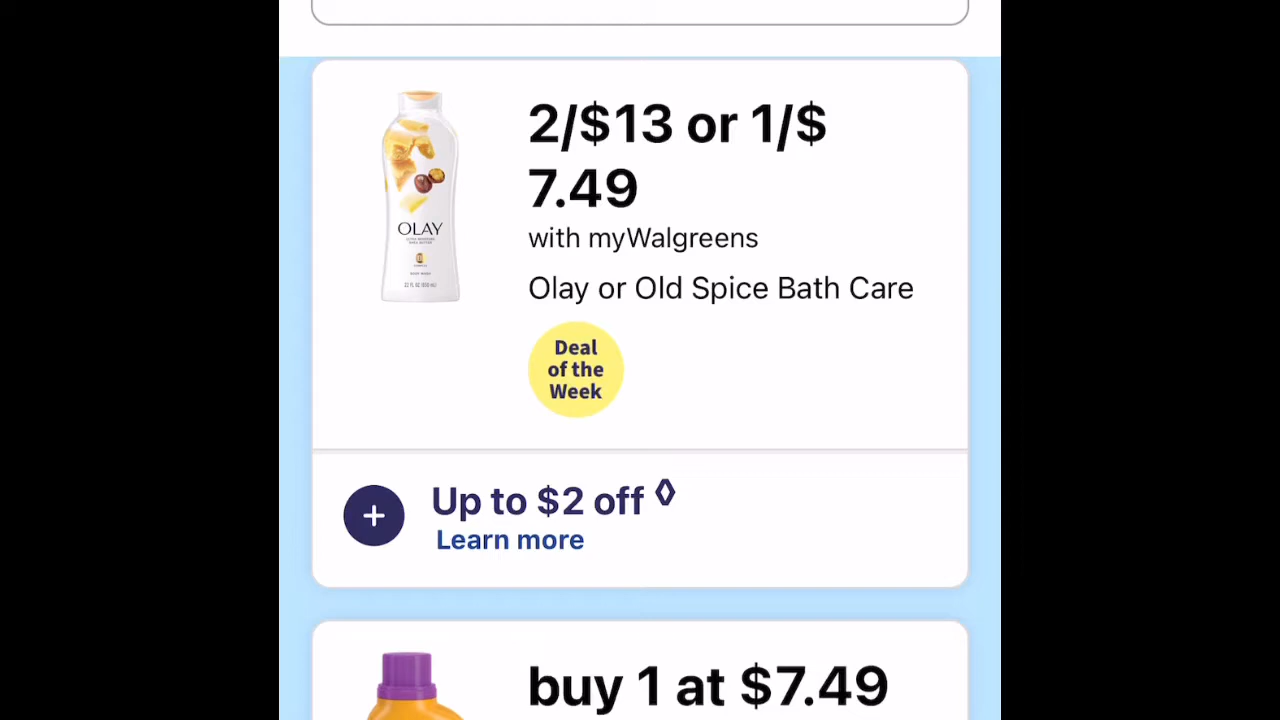 2/$13 or 1/$
7.49
with myWalgreens
Olay or Old Spice Bath Care
OLAY
Deal
of the
Week
Up to $2 off ◊
Learn more
buy 1 at $7.49